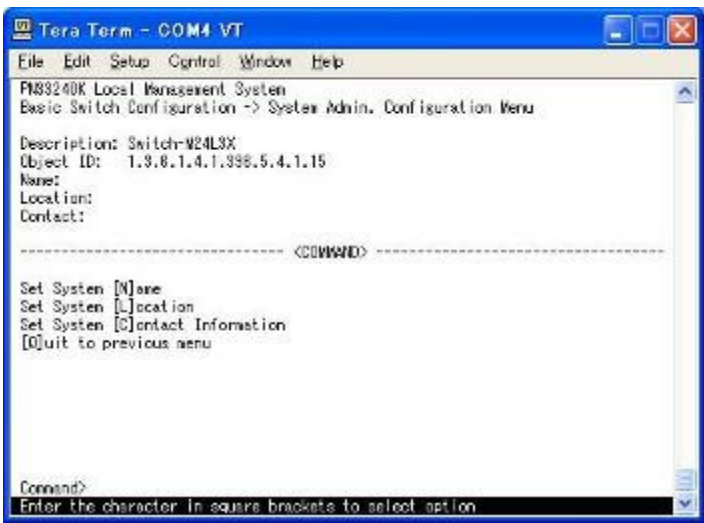 Tera Term - COM4 VT
File Edit Setup Control Window Help
PN83240K Local Management System
Basic Switch Configuration -> System Admin. Configuration Menu
Description: Switch-M24L3X
Object ID: 1.3.6.1.4.1.396.5.4.1.15
Name:
Location:
Contact:
-------------------------------- <COMMAND> -----------------------------------
Set System [N]ame
Set System [L]ocation
Set System [C]ontact Information
[Q]uit to previous menu
Command>
Enter the character in square brackets to select option